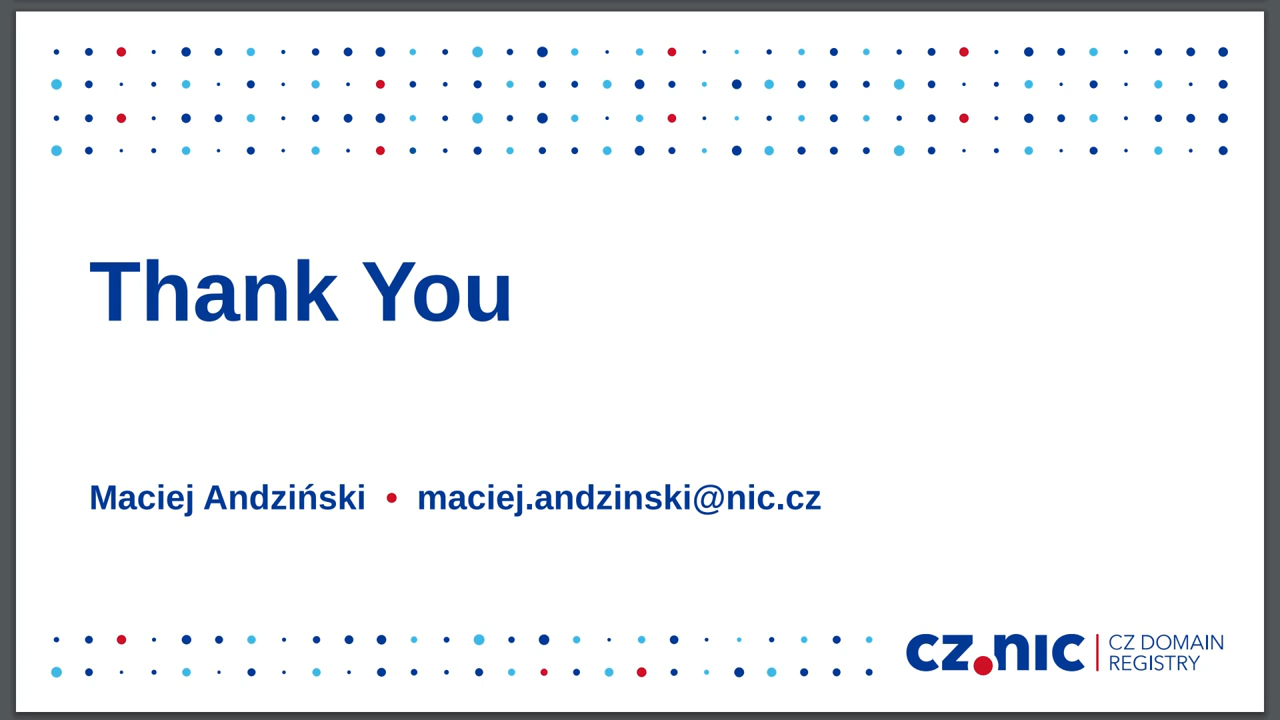 Thank You
Maciej Andziński • maciej.andzinski@nic.cz
cz.nic | CZ DOMAIN
REGISTRY